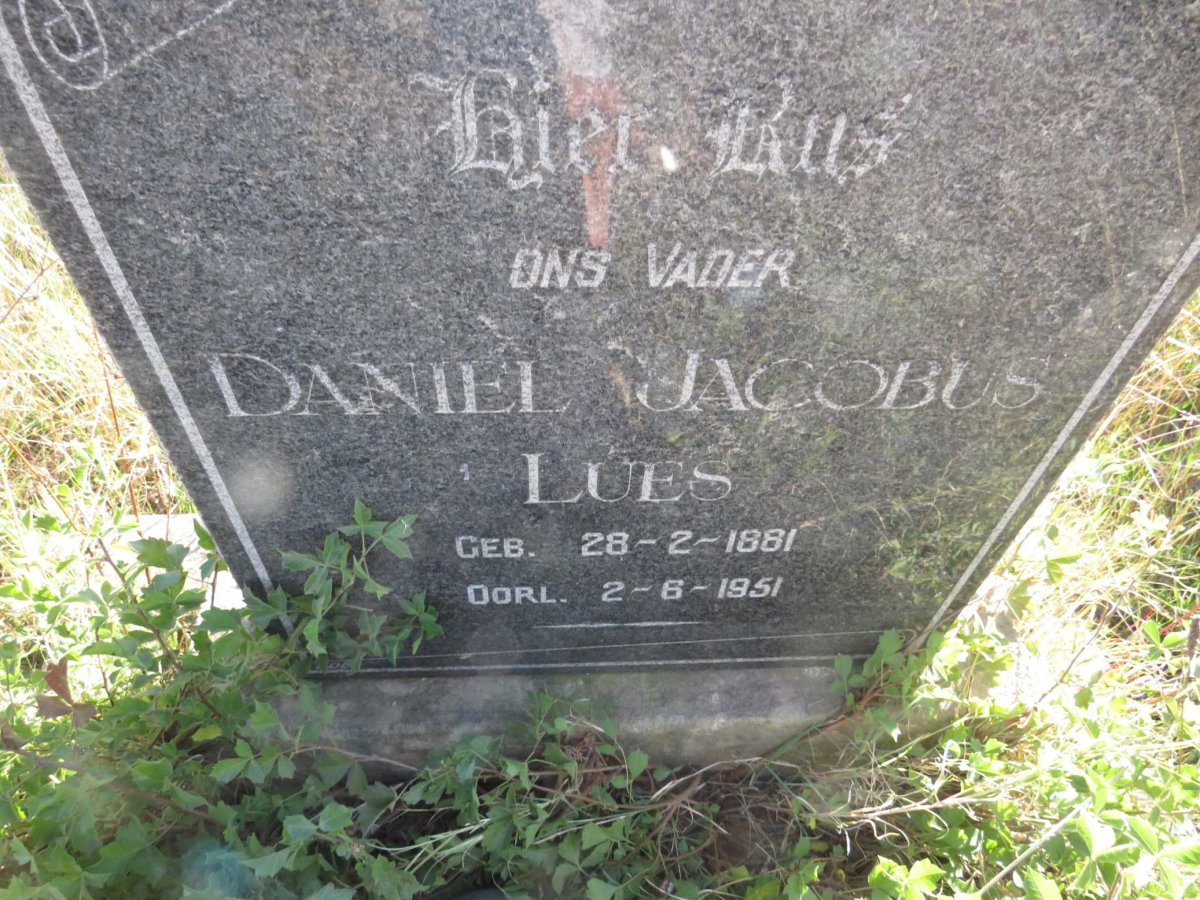 Hier Rus
ONS VADER
DANIEL JACOBUS
LUES
GEB. 28-2-1881
OORL. 2-6-1951